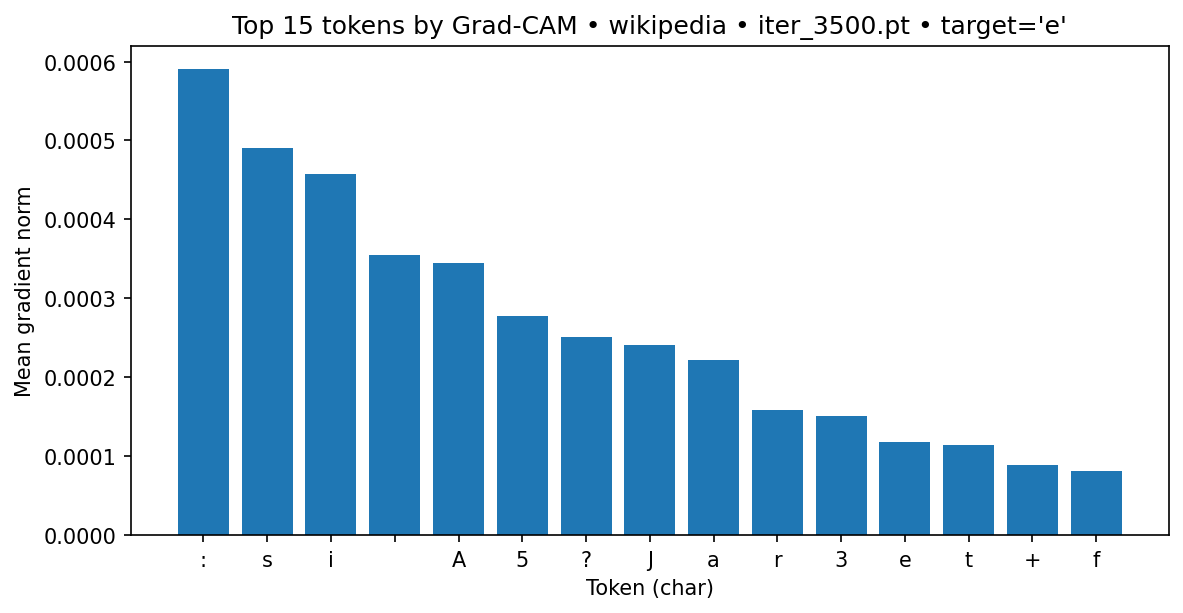 Top 15 tokens by Grad-CAM • wikipedia • iter_3500.pt • target='e'
Mean gradient norm
0.0006
0.0005
0.0004
0.0003
0.0002
0.0001
0.0000
: s i A 5 ? J a r 3 e t + f
Token (char)